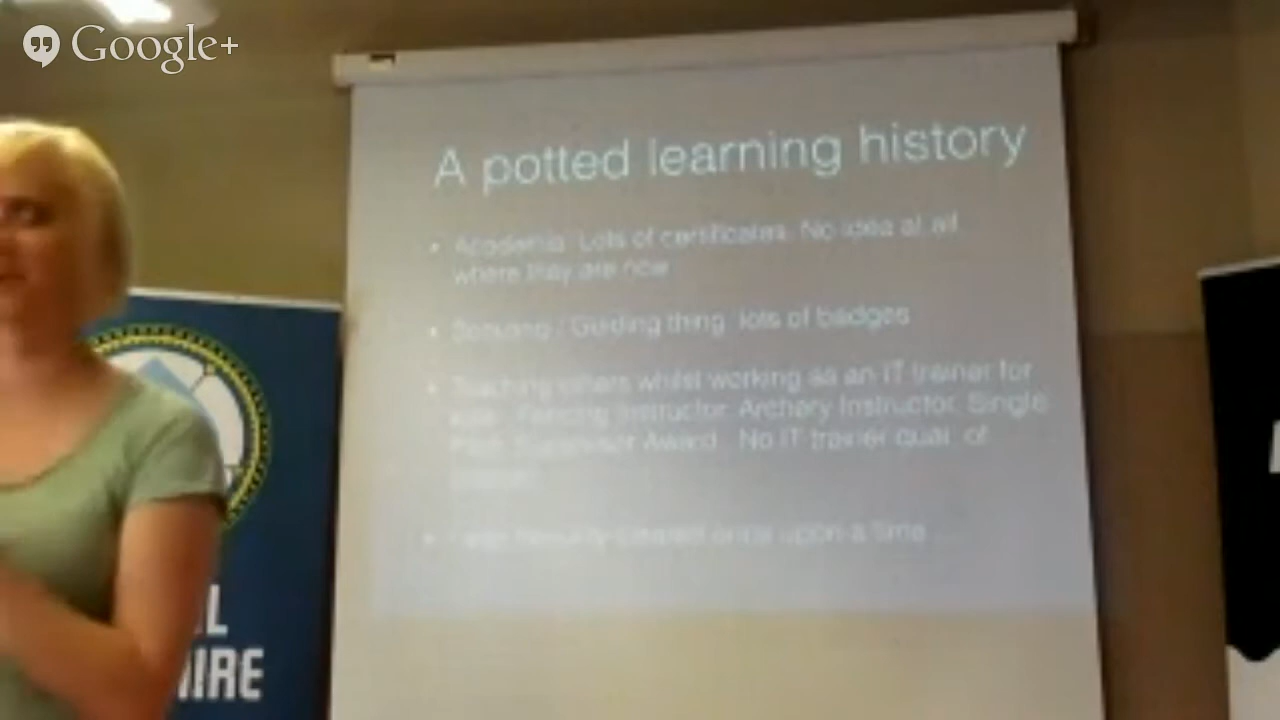 Google+
A potted learning history
• Academia: Lots of certificates. No idea at all
where they are now
• Scouting / Guiding thing: lots of badges
• Teaching others whilst working as an IT trainer for
Fencing Instructor, Archery Instructor, Single
Pitch Supervisor Award. No IT trainer qual. of
once upon a time
IRE